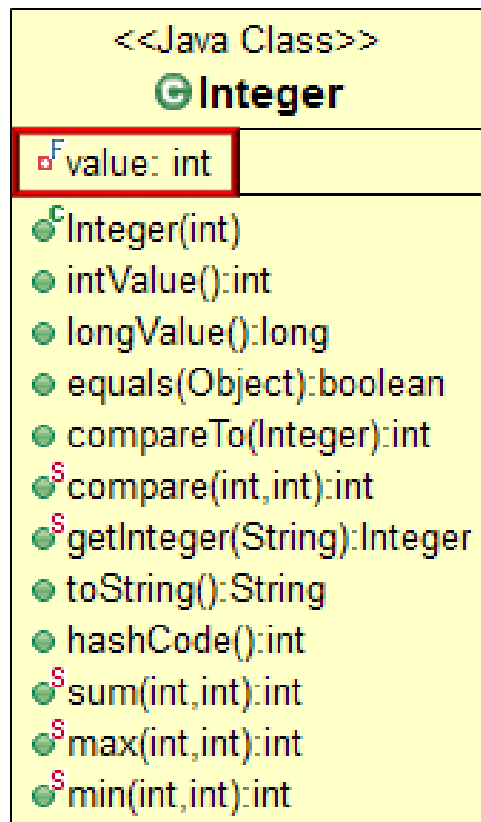 <<Java Class>>
G Integer
F value: int
C Integer(int)
intValue():int
longValue():long
equals(Object):boolean
compareTo(Integer):int
S compare(int,int):int
S getInteger(String):Integer
toString():String
hashCode():int
S sum(int,int):int
S max(int,int):int
S min(int,int):int